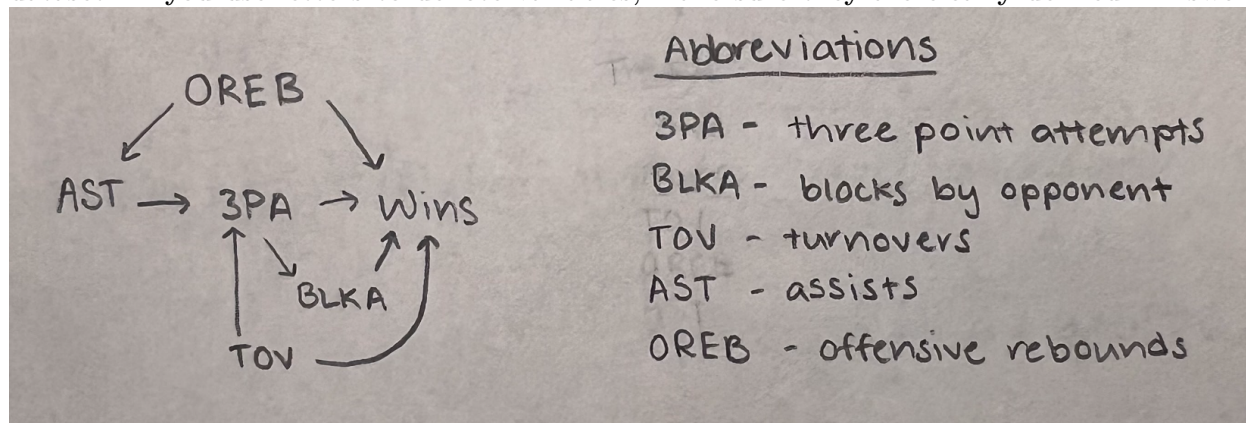 OREB
AST → 3PA → Wins
BLKA
TOV
Abbreviations
3PA - three point attempts
BLKA - blocks by opponent
TOV - turnovers
AST - assists
OREB - offensive rebounds